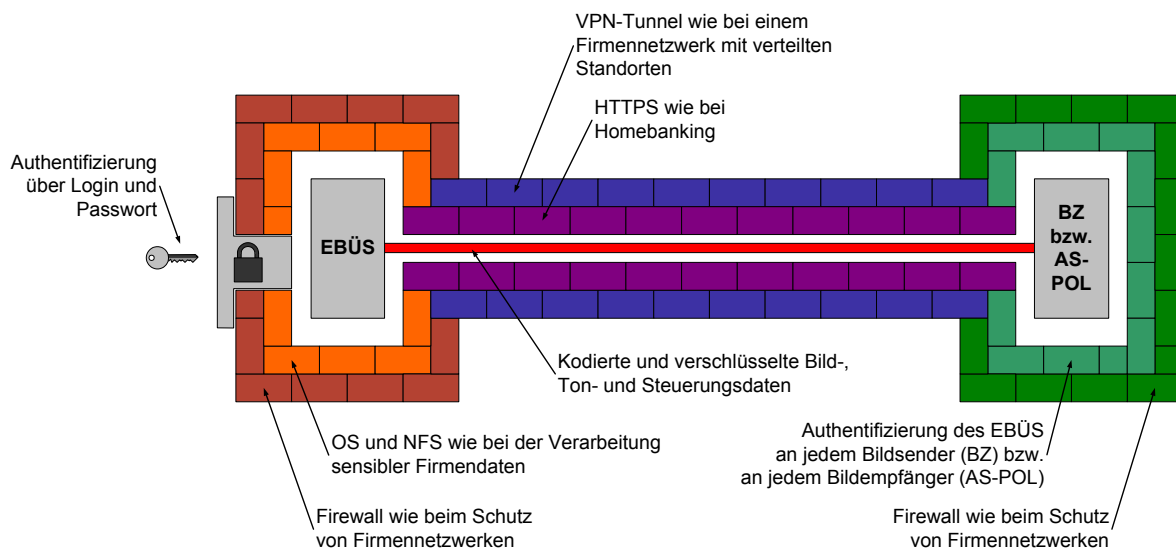 VPN-Tunnel wie bei einem
Firmennetzwerk mit verteilten
Standorten
HTTPS wie bei
Homebanking
Authentifizierung
über Login und
Passwort
EBÜS
BZ
bzw.
AS-
POL
Kodierte und verschlüsselte Bild-,
Ton- und Steuerungsdaten
OS und NFS wie bei der Verarbeitung
sensibler Firmendaten
Authentifizierung des EBÜS
an jedem Bildsender (BZ) bzw.
an jedem Bildempfänger (AS-POL)
Firewall wie beim Schutz
von Firmennetzwerken
Firewall wie beim Schutz
von Firmennetzwerken